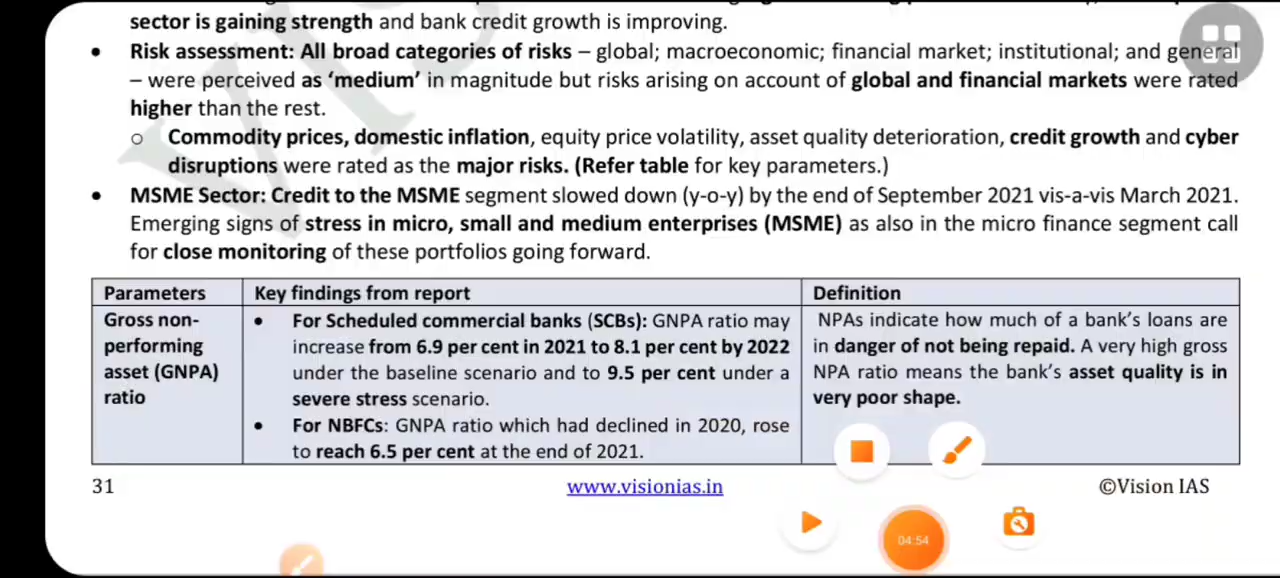 sector is gaining strength and bank credit growth is improving.
• Risk assessment: All broad categories of risks – global; macroeconomic; financial market; institutional; and general
– were perceived as ‘medium’ in magnitude but risks arising on account of global and financial markets were rated
higher than the rest.
o Commodity prices, domestic inflation, equity price volatility, asset quality deterioration, credit growth and cyber
disruptions were rated as the major risks. (Refer table for key parameters.)
• MSME Sector: Credit to the MSME segment slowed down (y-o-y) by the end of September 2021 vis-a-vis March 2021.
Emerging signs of stress in micro, small and medium enterprises (MSME) as also in the micro finance segment call
for close monitoring of these portfolios going forward.
Parameters
Key findings from report
Definition
Gross non-
performing
asset (GNPA)
ratio
• For Scheduled commercial banks (SCBs): GNPA ratio may
increase from 6.9 per cent in 2021 to 8.1 per cent by 2022
under the baseline scenario and to 9.5 per cent under a
severe stress scenario.
• For NBFCs: GNPA ratio which had declined in 2020, rose
to reach 6.5 per cent at the end of 2021.
NPAs indicate how much of a bank’s loans are
in danger of not being repaid. A very high gross
NPA ratio means the bank’s asset quality is in
very poor shape.
31
www.visionias.in
©Vision IAS
04:54